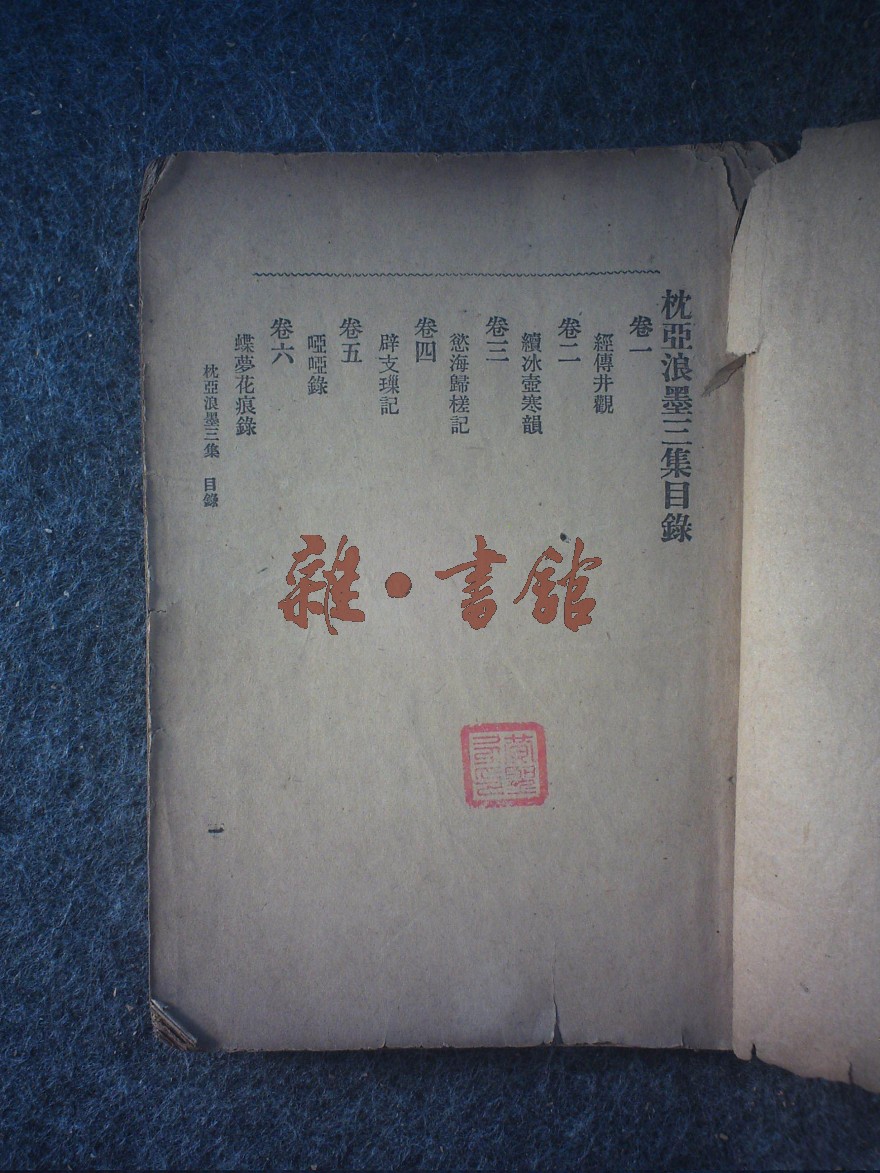 枕亞浪墨三集目錄
卷一
經傳井觀
卷二
續冰壺寒韻
卷三
慾海歸槎記
卷四
辟支璅記
卷五
啞啞錄
卷六
蝶夢花痕錄
枕亞浪墨三集 目錄
一
雜·書館